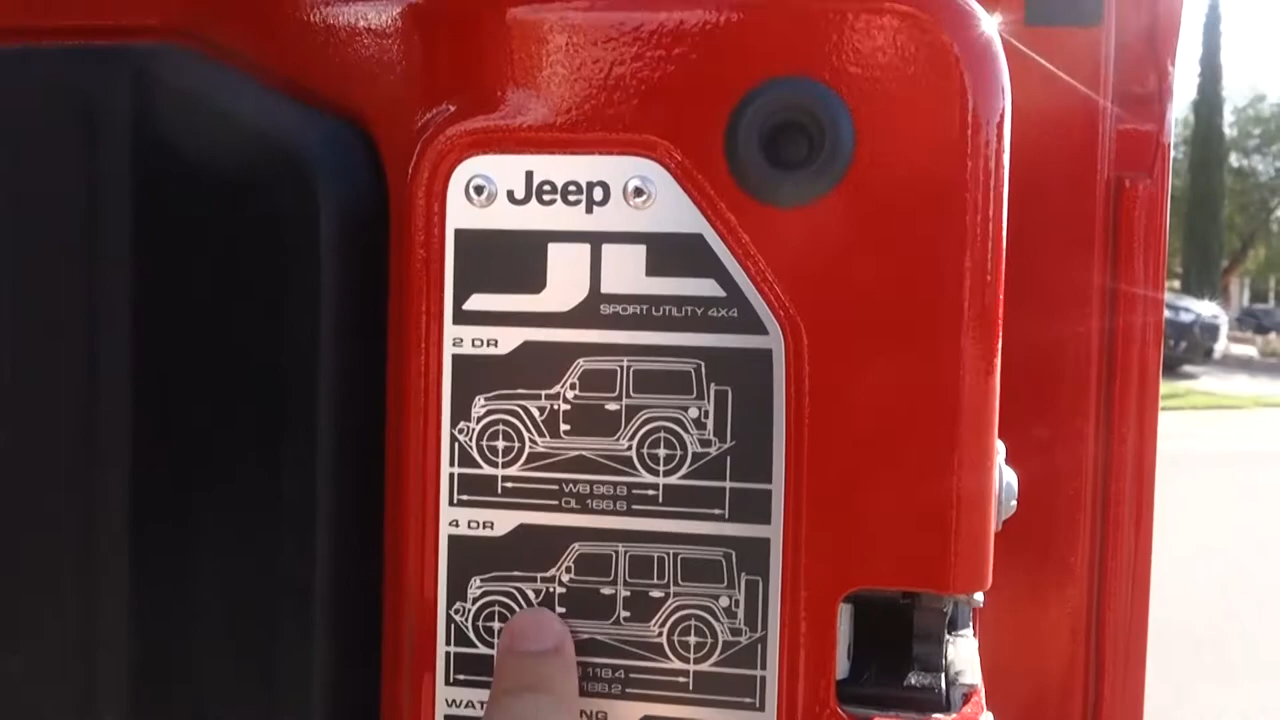 Jeep
JL
SPORT UTILITY 4X4
2 DR
WB 96.8
OL 166.6
4 DR
118.4
188.2